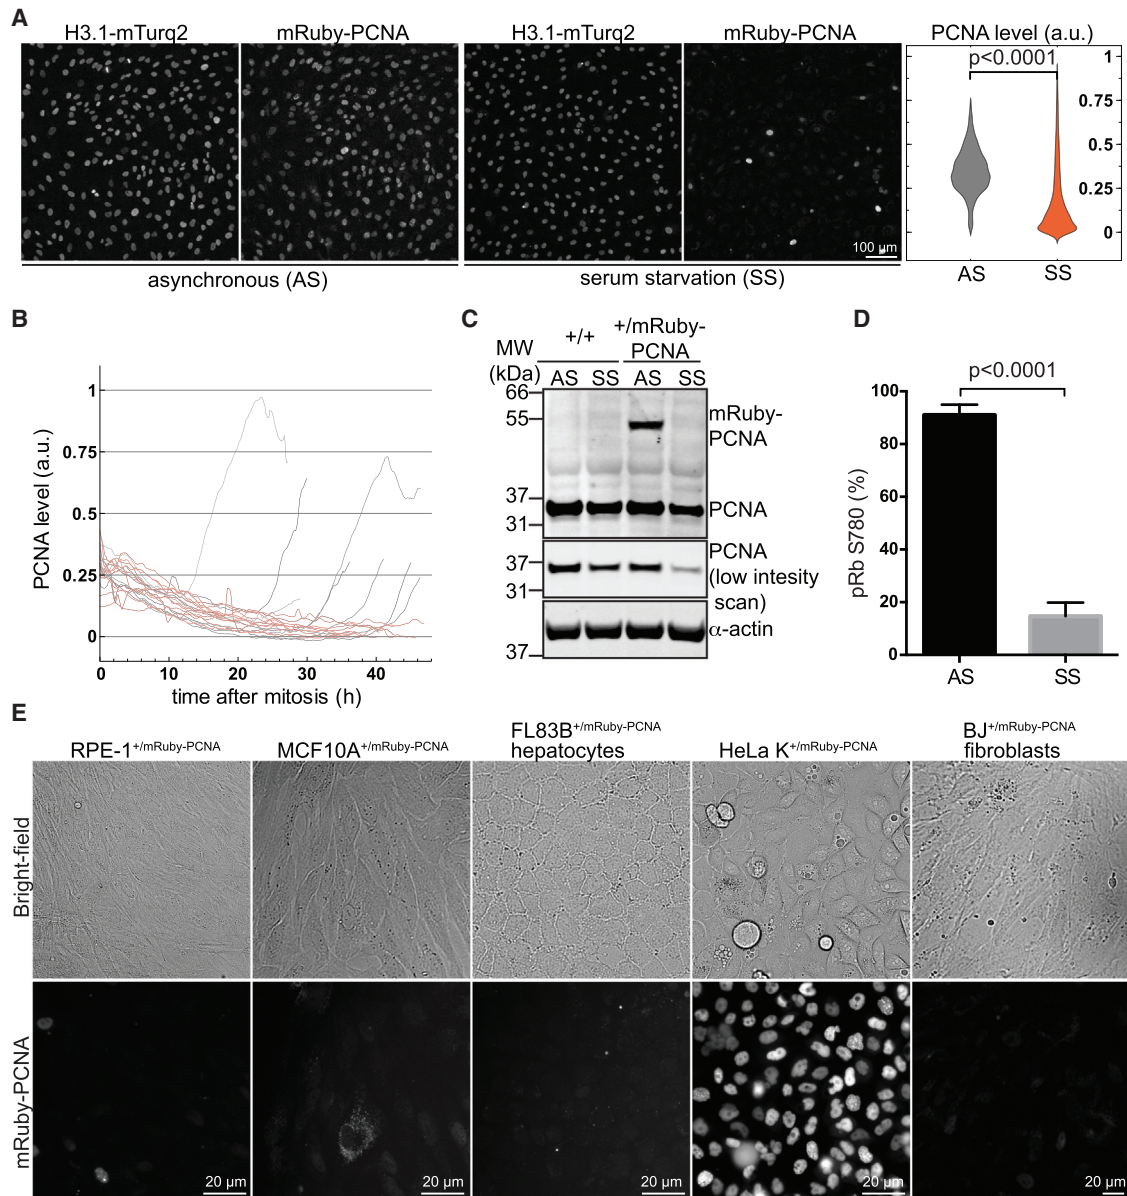 A
H3.1-mTurq2 mRuby-PCNA H3.1-mTurq2 mRuby-PCNA PCNA level (a.u.)
p<0.0001
1
0.75
0.5
0.25
0
100 µm
AS SS
asynchronous (AS) serum starvation (SS)
B
PCNA level (a.u.)
1
0.75
0.5
0.25
0
0 10 20 30 40
time after mitosis (h)
C
MW
(kDa)
+/+ +/mRuby-
PCNA
AS SS AS SS
66
55
37
31
37
31
37
mRuby-
PCNA
PCNA
PCNA
(low intesity
scan)
α-actin
D
p<0.0001
pRb S780 (%)
100
80
60
40
20
0
AS SS
E
RPE-1+/mRuby-PCNA MCF10A+/mRuby-PCNA FL83B+/mRuby-PCNA
hepatocytes
HeLa K+/mRuby-PCNA BJ+/mRuby-PCNA
fibroblasts
Bright-field
mRuby-PCNA
20 µm 20 µm 20 µm 20 µm 20 µm